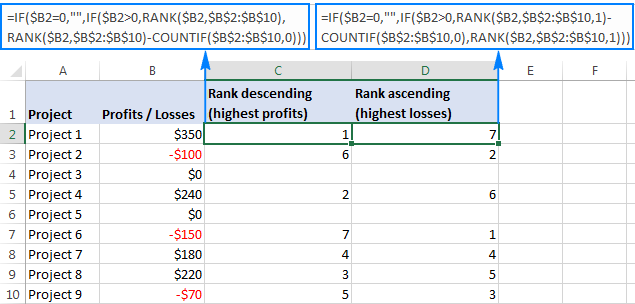 =IF($B2=0,"",IF($B2>0,RANK($B2,$B$2:$B$10),
RANK($B2,$B$2:$B$10)-COUNTIF($B$2:$B$10,0)))
=IF($B2=0,"",IF($B2>0,RANK($B2,$B$2:$B$10,1)-
COUNTIF($B$2:$B$10,0),RANK($B2,$B$2:$B$10,1)))
A B C D E F
1 Project Profits / Losses Rank descending (highest profits) Rank ascending (highest losses)
2 Project 1 $350 1 7
3 Project 2 -$100 6 2
4 Project 3 $0
5 Project 4 $240 2 6
6 Project 5 $0
7 Project 6 -$150 7 1
8 Project 7 $180 4 4
9 Project 8 $220 3 5
10 Project 9 -$70 5 3